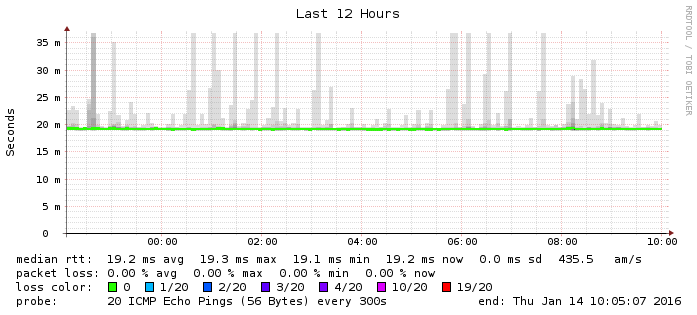 Last 12 Hours
RRDTOOL / TOBI OETIKER
Seconds
35 m
30 m
25 m
20 m
15 m
10 m
5 m
0
00:00 02:00 04:00 06:00 08:00 10:00
median rtt: 19.2 ms avg 19.3 ms max 19.1 ms min 19.2 ms now 0.0 ms sd 435.5 am/s
packet loss: 0.00 % avg 0.00 % max 0.00 % min 0.00 % now
loss color: 0 1/20 2/20 3/20 4/20 10/20 19/20
probe: 20 ICMP Echo Pings (56 Bytes) every 300s end: Thu Jan 14 10:05:07 2016